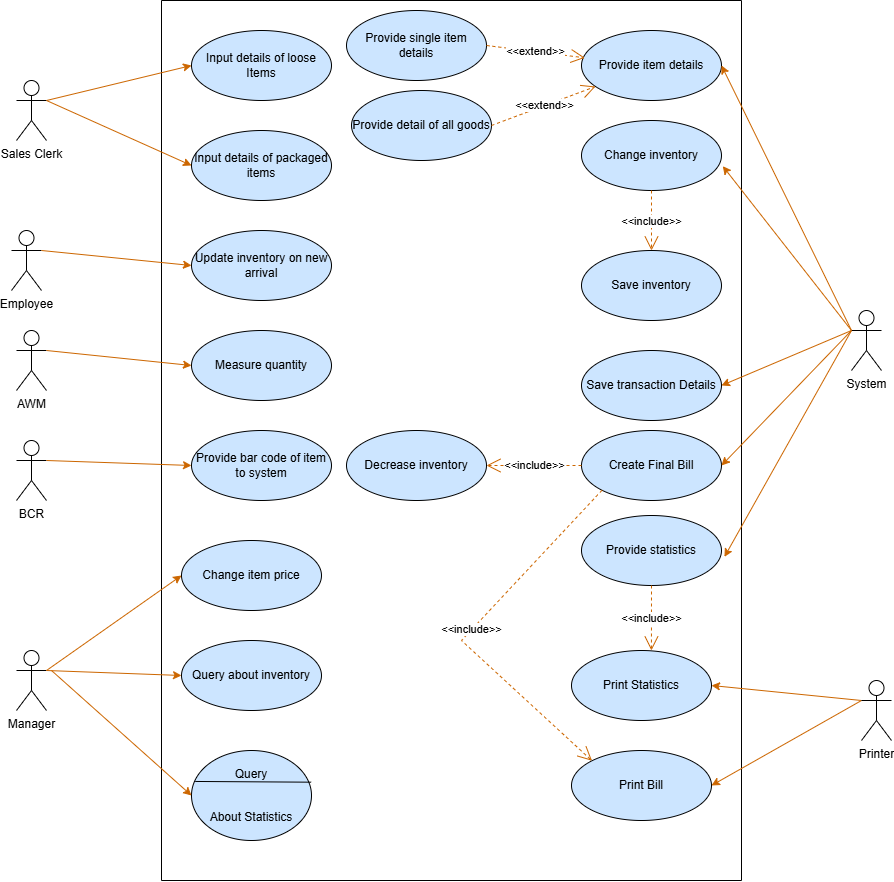 Provide single item
details
<<extend>>
Input details of loose
Items
Provide item details
<<extend>>
Provide detail of all goods
Sales Clerk
Input details of packaged
items
Change inventory
<<include>>
Employee
Update inventory on new
arrival
Save inventory
AWM
Measure quantity
Save transaction Details
System
BCR
Provide bar code of item
to system
Decrease inventory
<<include>>
Create Final Bill
Provide statistics
Change item price
<<include>>
<<include>>
Manager
Query about inventory
Print Statistics
Printer
Query
About Statistics
Print Bill